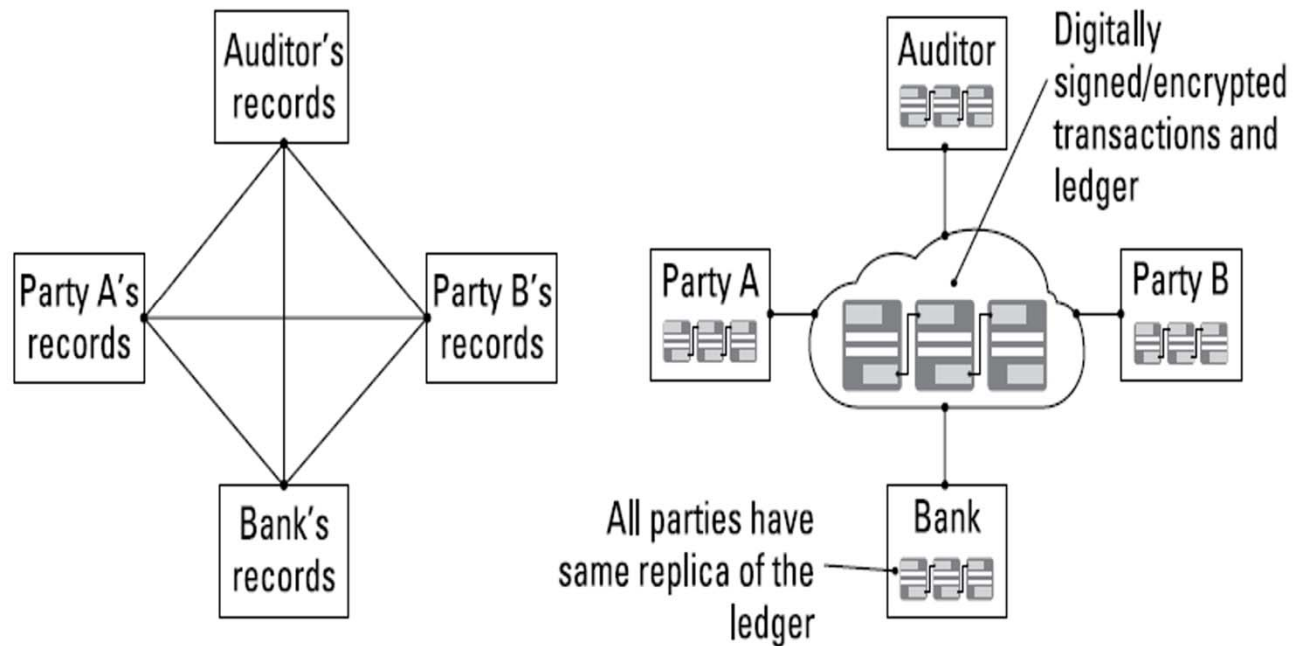 Auditor's
records
Party A's
records
Party B's
records
Bank's
records
Auditor
Digitally
signed/encrypted
transactions and
ledger
Party A
Party B
Bank
All parties have
same replica of the
ledger